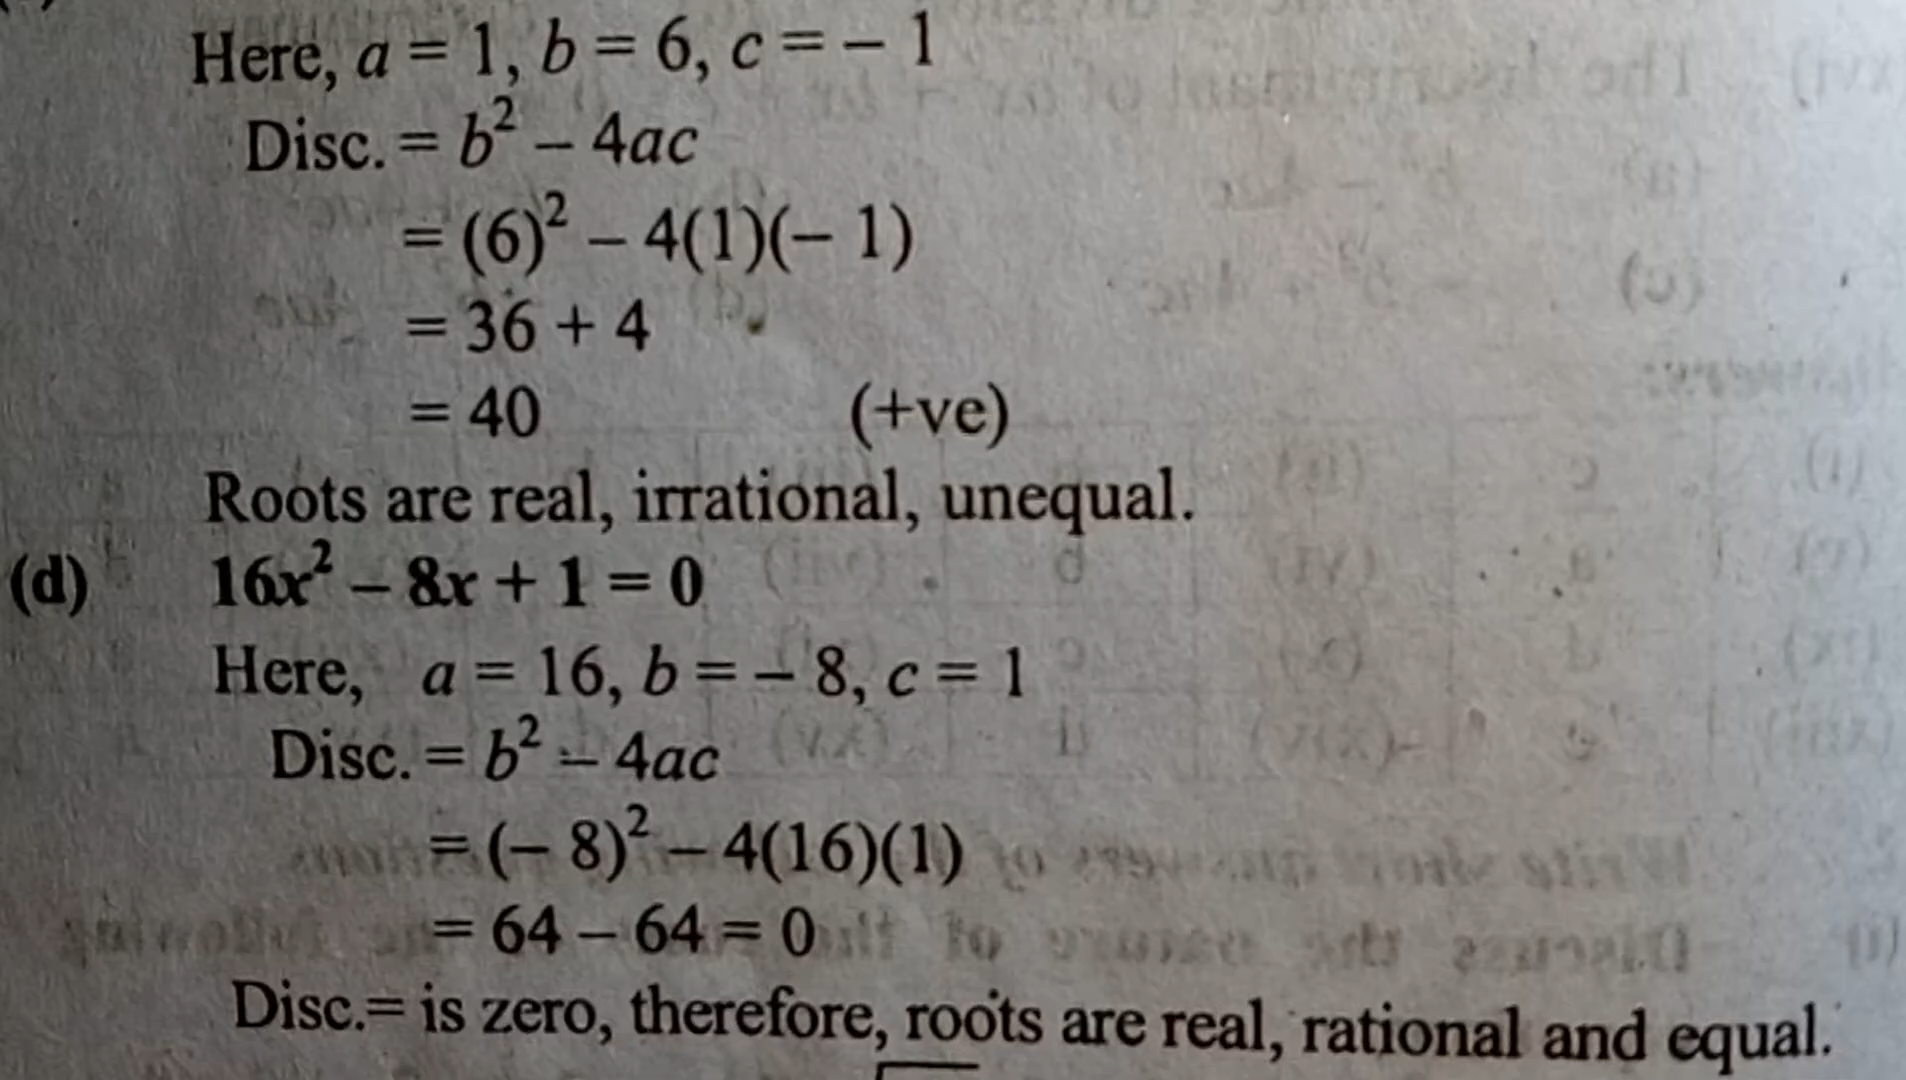 Here, a = 1, b = 6, c = – 1
Disc. = b² – 4ac
= (6)² – 4(1)(– 1)
= 36 + 4
= 40 (+ve)
Roots are real, irrational, unequal.
(d) 16x² – 8x + 1 = 0
Here, a = 16, b = – 8, c = 1
Disc. = b² – 4ac
= (– 8)² – 4(16)(1)
= 64 – 64 = 0
Disc.= is zero, therefore, roots are real, rational and equal.